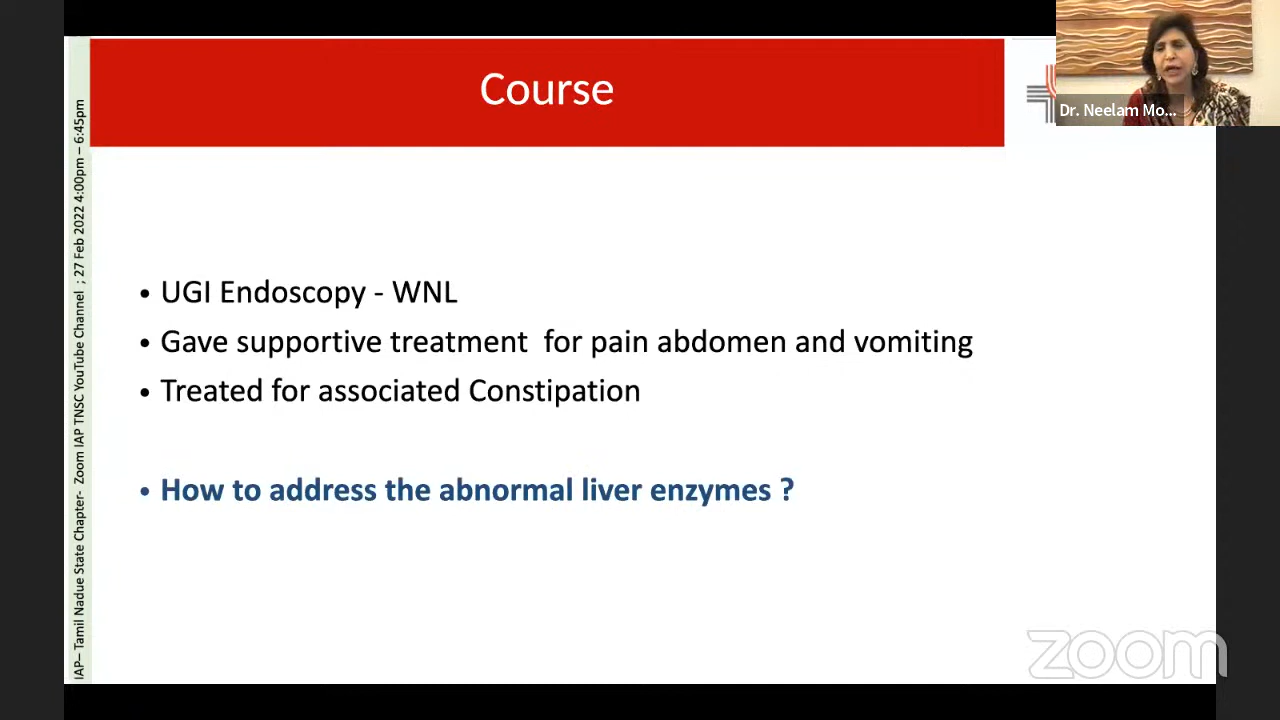 Course
Dr. Neelam Mo...
IAP– Tamil Nadue State Chapter- Zoom IAP TNSC YouTube Channel ; 27 Feb 2022 4:00pm – 6:45pm
• UGI Endoscopy - WNL
• Gave supportive treatment for pain abdomen and vomiting
• Treated for associated Constipation
• How to address the abnormal liver enzymes ?
zoom